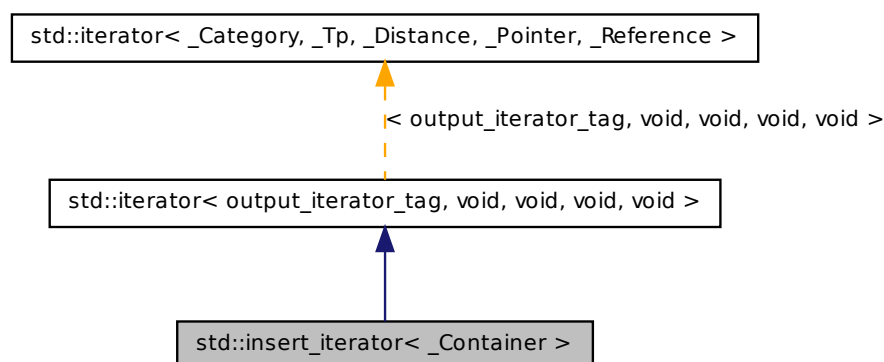 std::iterator< _Category, _Tp, _Distance, _Pointer, _Reference >
< output_iterator_tag, void, void, void, void >
std::iterator< output_iterator_tag, void, void, void, void >
std::insert_iterator< _Container >